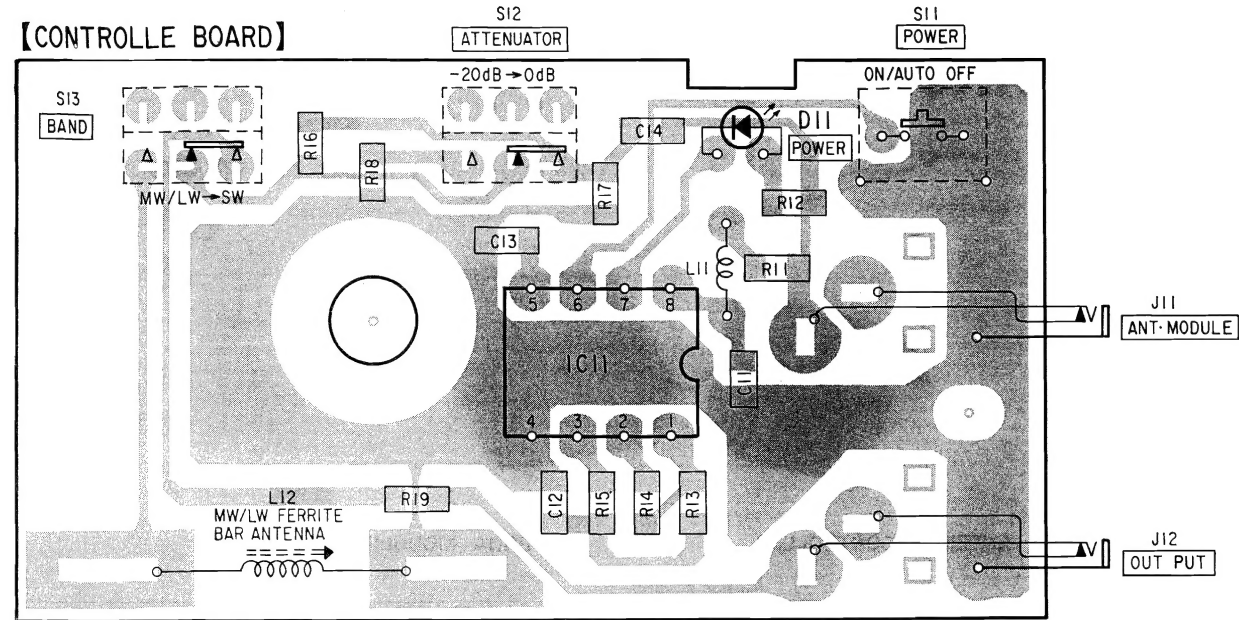 【CONTROLLE BOARD】
S12
ATTENUATOR
S11
POWER
-20dB→0dB
ON/AUTO OFF
S13
BAND
C14
D11
POWER
R16
R18
R17
MW/LW→SW
R12
C13
L11
R11
5 6 7 8
J11
ANT·MODULE
IC11
C11
4 3 2 1
L12
MW/LW FERRITE
BAR ANTENNA
R19
C12
R15
R14
R13
J12
OUT PUT